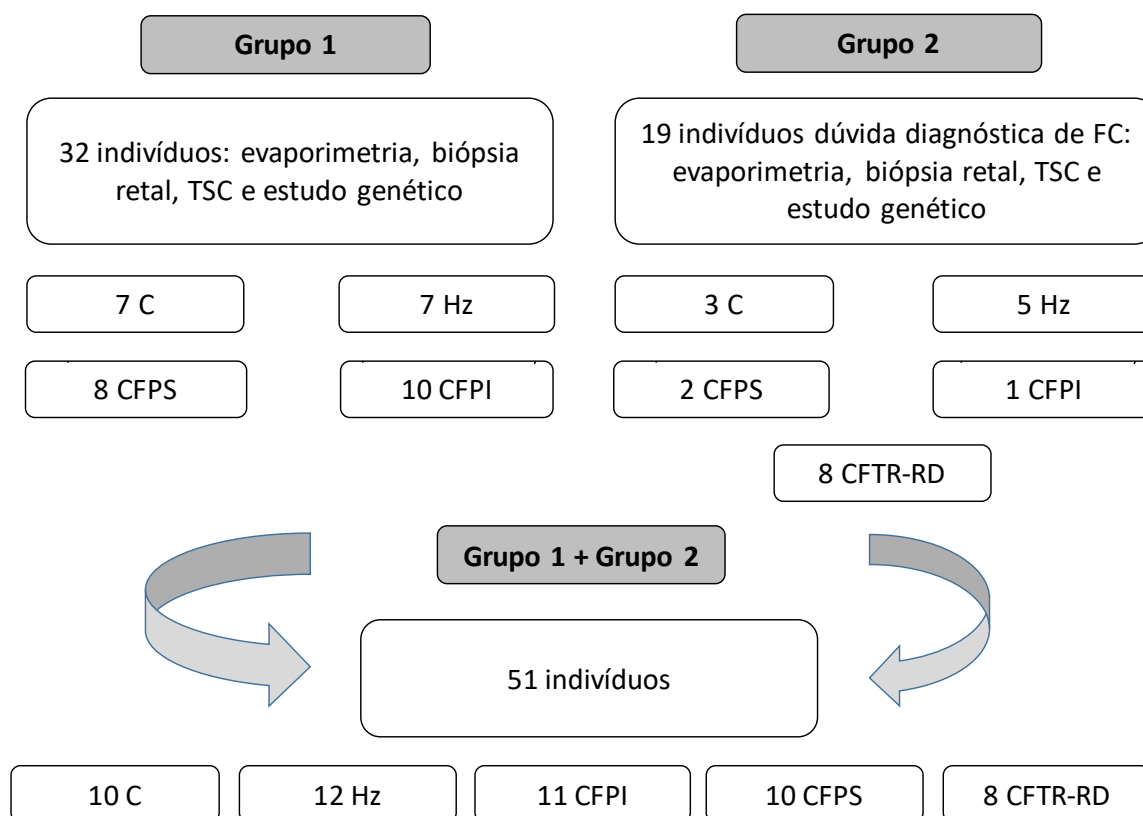 Grupo 1
32 indivíduos: evaporimetria, biópsia
retal, TSC e estudo genético
7 C
7 Hz
8 CFPS
10 CFPI
Grupo 2
19 indivíduos dúvida diagnóstica de FC:
evaporimetria, biópsia retal, TSC e
estudo genético
3 C
5 Hz
2 CFPS
1 CFPI
8 CFTR-RD
Grupo 1 + Grupo 2
51 indivíduos
10 C
12 Hz
11 CFPI
10 CFPS
8 CFTR-RD